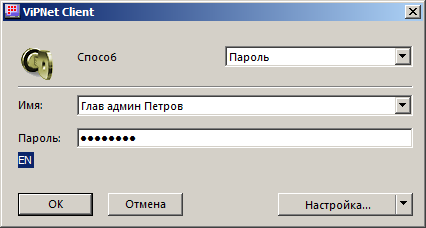 ViPNet Client
Способ
Пароль
Имя:
Глав админ Петров
Пароль:
●●●●●●●●
EN
OK
Отмена
Настройка...